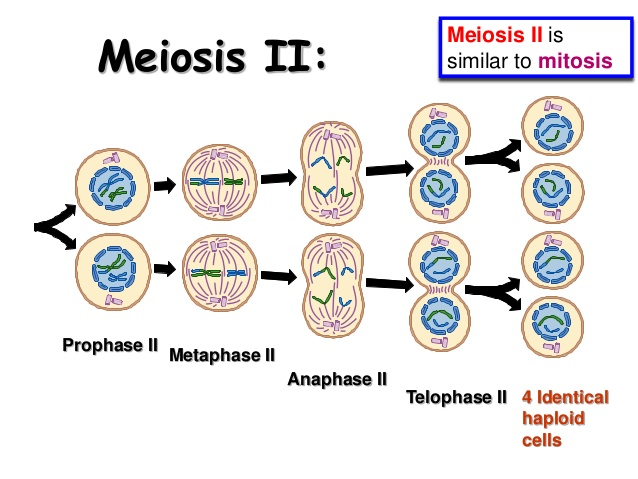 Meiosis II:
Meiosis II is
similar to mitosis
Prophase II
Metaphase II
Anaphase II
Telophase II
4 Identical
haploid
cells